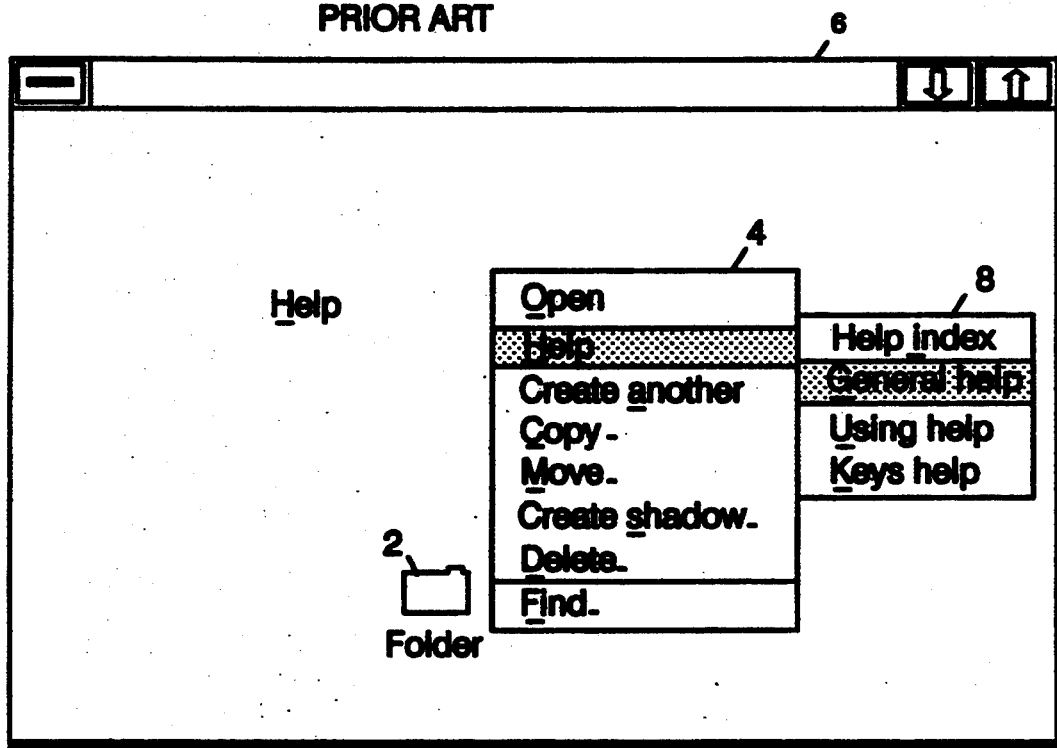 PRIOR ART
6
4
8
Help
Open
Help
Create another
Copy-
Move-
Create shadow-
Delete-
Find-
Help index
General help
Using help
Keys help
2
Folder